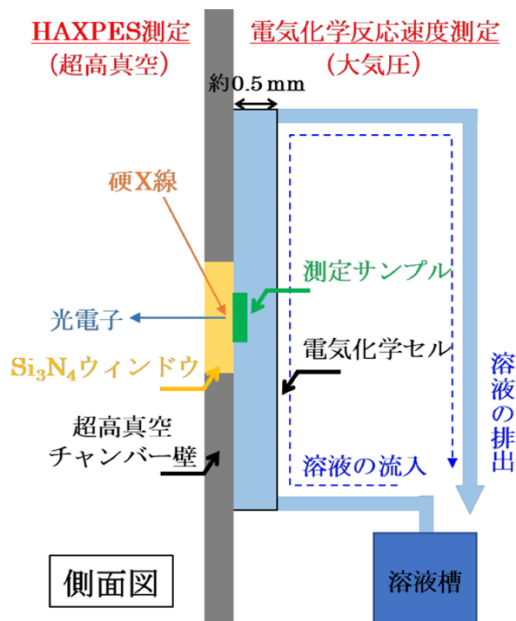 HAXPES測定
(超高真空)
電気化学反応速度測定
(大気圧)
約0.5 mm
硬X線
測定サンプル
光電子
電気化学セル
Si₃N₄ウィンドウ
溶液の排出
超高真空
チャンバー壁
溶液の流入
側面図
溶液槽